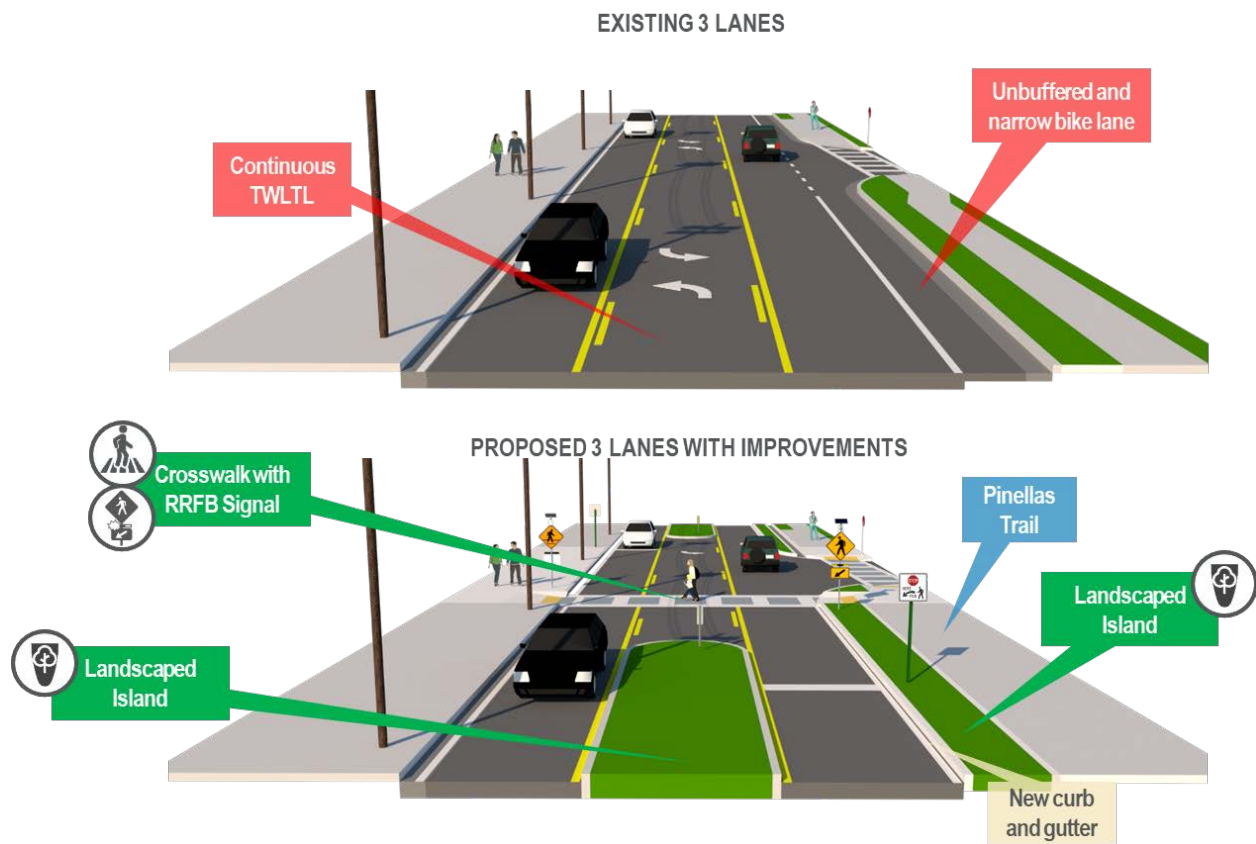 EXISTING 3 LANES
Unbuffered and
narrow bike lane
Continuous
TWLTL
PROPOSED 3 LANES WITH IMPROVEMENTS
Crosswalk with
RRFB Signal
Pinellas
Trail
Landscaped
Island
Landscaped
Island
STOP
New curb
and gutter